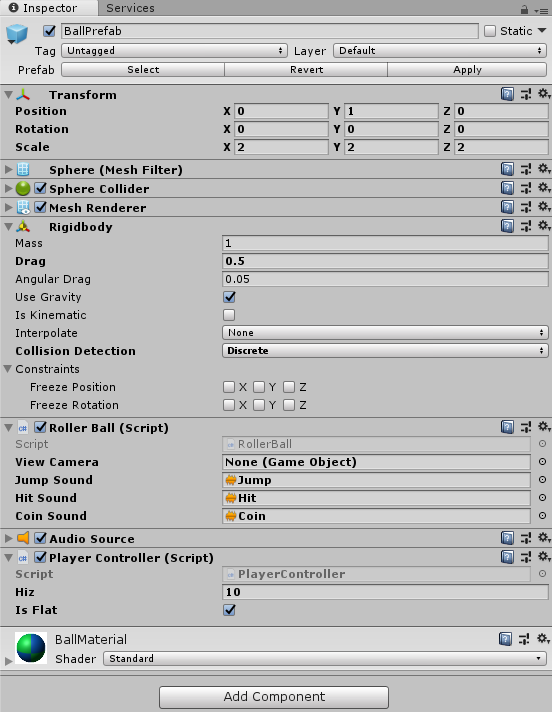 Inspector Services
BallPrefab Static
Tag Untagged Layer Default
Prefab Select Revert Apply
Transform
Position X 0 Y 1 Z 0
Rotation X 0 Y 0 Z 0
Scale X 2 Y 2 Z 2
Sphere (Mesh Filter)
Sphere Collider
Mesh Renderer
Rigidbody
Mass 1
Drag 0.5
Angular Drag 0.05
Use Gravity
Is Kinematic
Interpolate None
Collision Detection Discrete
Constraints
Freeze Position X Y Z
Freeze Rotation X Y Z
Roller Ball (Script)
Script RollerBall
View Camera None (Game Object)
Jump Sound Jump
Hit Sound Hit
Coin Sound Coin
Audio Source
Player Controller (Script)
Script PlayerController
Hiz 10
Is Flat
BallMaterial
Shader Standard
Add Component